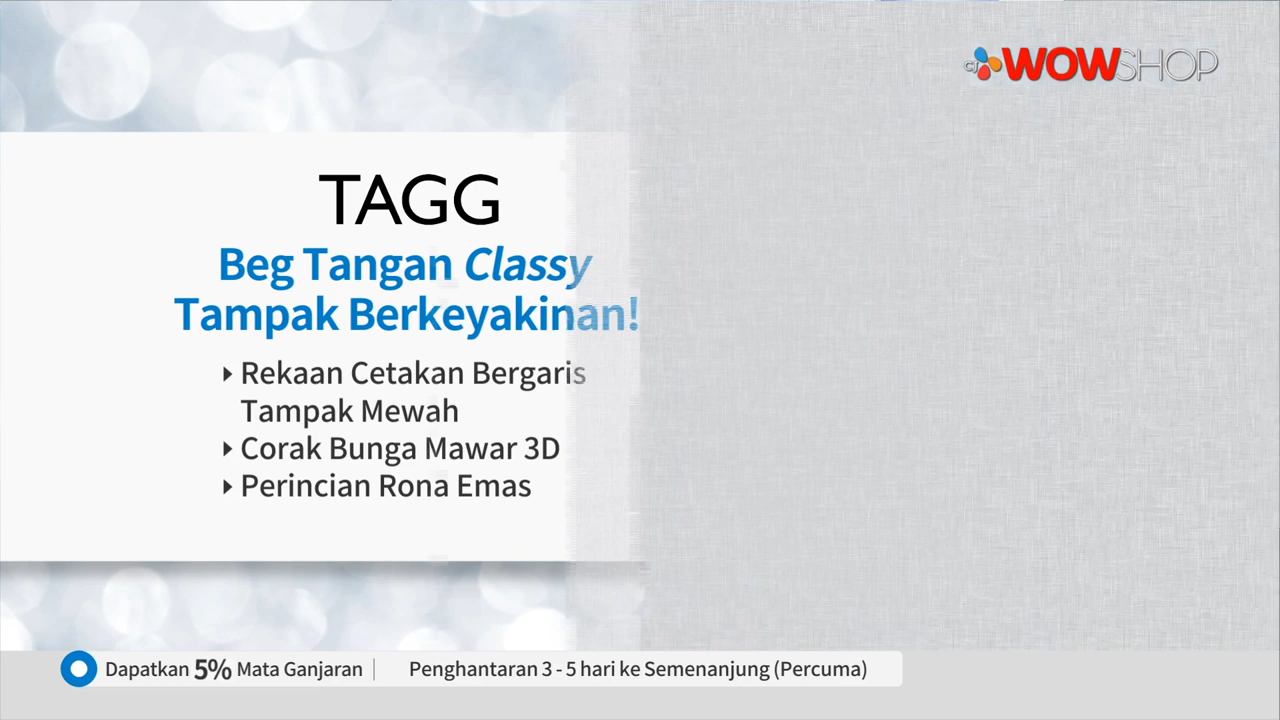 CJ WOWSHOP
TAGG
Beg Tangan Classy
Tampak Berkeyakinan!
Rekaan Cetakan Bergaris
Tampak Mewah
Corak Bunga Mawar 3D
Perincian Rona Emas
Dapatkan 5% Mata Ganjaran | Penghantaran 3 - 5 hari ke Semenanjung (Percuma)